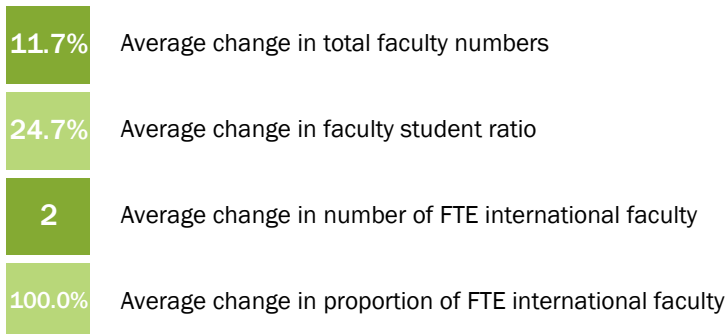 11.7% Average change in total faculty numbers
24.7% Average change in faculty student ratio
2 Average change in number of FTE international faculty
100.0% Average change in proportion of FTE international faculty